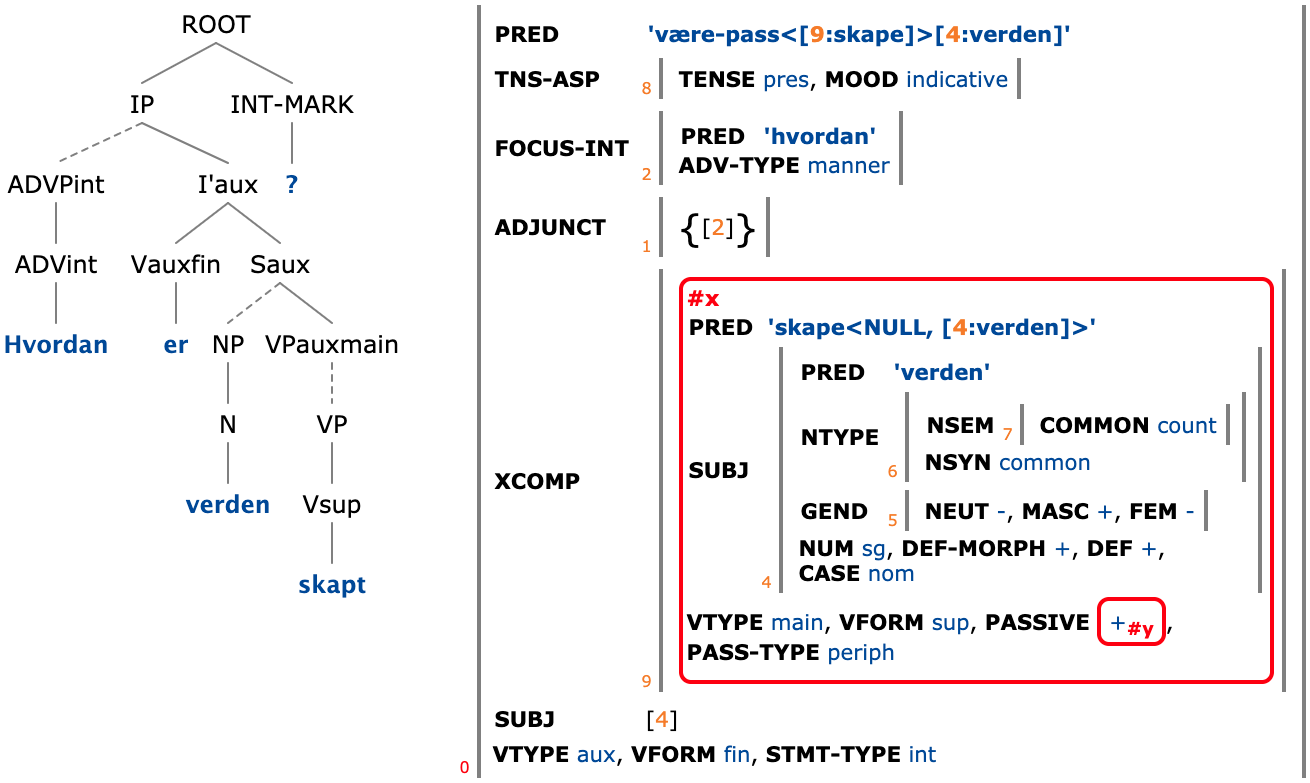 ROOT
IP INT-MARK
ADVPint I'aux ?
ADVint Vauxfin Saux
Hvordan er NP VPauxmain
N VP
verden Vsup
skapt
PRED 'være-pass<[9:skape]>[4:verden]'
TNS-ASP 8 TENSE pres, MOOD indicative
FOCUS-INT 2 PRED 'hvordan'
ADV-TYPE manner
ADJUNCT 1 {[2]}
XCOMP 9
#x
PRED 'skape<NULL, [4:verden]>'
SUBJ 4
PRED 'verden'
NTYPE 6 NSEM 7 COMMON count
NSYN common
GEND 5 NEUT -, MASC +, FEM -
NUM sg, DEF-MORPH +, DEF +,
CASE nom
VTYPE main, VFORM sup, PASSIVE +#y,
PASS-TYPE periph
SUBJ [4]
0 VTYPE aux, VFORM fin, STMT-TYPE int